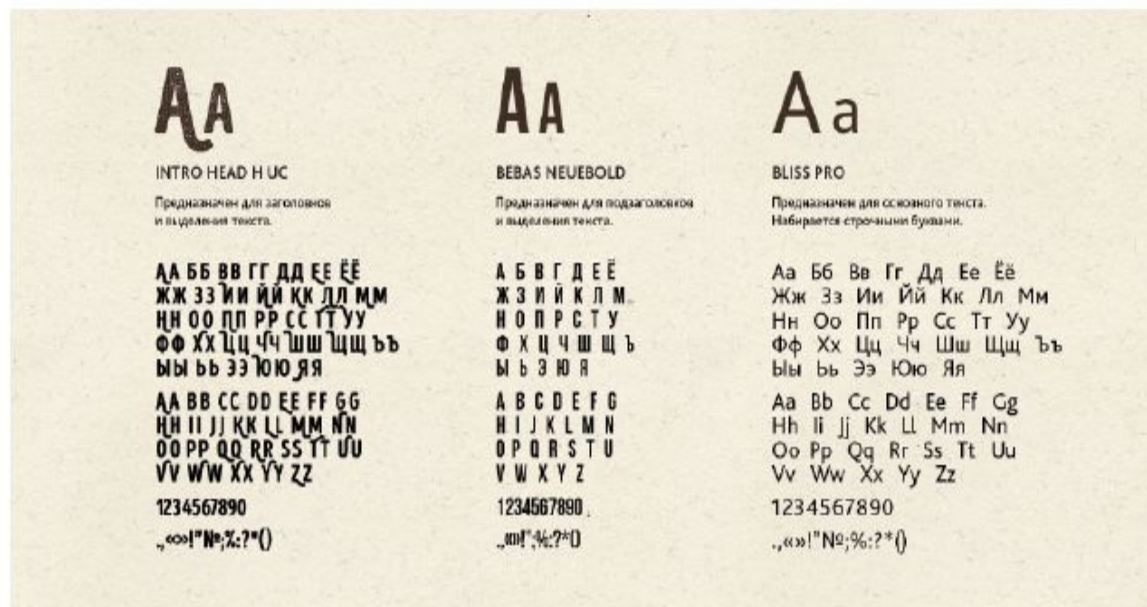 Aa
INTRO HEAD H UC
Предназначен для заголовков
и выделения текста.
АА ББ ВВ ГГ ДД ЕЕ ЁЁ
ЖЖ ЗЗ ИИ ЙЙ КК ЛЛ ММ
НН ОО ПП РР СС ТТ УУ
ФФ ХХ ЦЦ ЧЧ ШШ ЩЩ ЪЪ
ЫЫ ЬЬ ЭЭ ЮЮ ЯЯ
AA BB CC DD EE FF GG
HH II JJ KK LL MM NN
OO PP QQ RR SS TT UU
VV WW XX YY ZZ
1234567890
.,«»!"№;%:?*()
AA
BEBAS NEUEBOLD
Предназначен для подзаголовков
и выделения текста.
А Б В Г Д Е Ё
Ж З И Й К Л М
Н О П Р С Т У
Ф Х Ц Ч Ш Щ Ъ
Ы Ь Э Ю Я
A B C D E F G
H I J K L M N
O P Q R S T U
V W X Y Z
1234567890
.,«»!";%:?*()
Aa
BLISS PRO
Предназначен для основного текста.
Набирается строчными буквами.
Аа Бб Вв Гг Дд Ее Ёё
Жж Зз Ии Йй Кк Лл Мм
Нн Оо Пп Рр Сс Тт Уу
Фф Хх Цц Чч Шш Щщ Ъъ
Ыы Ьь Ээ Юю Яя
Aa Bb Cc Dd Ee Ff Gg
Hh Ii Jj Kk Ll Mm Nn
Oo Pp Qq Rr Ss Tt Uu
Vv Ww Xx Yy Zz
1234567890
.,«»!"№;%:?*()